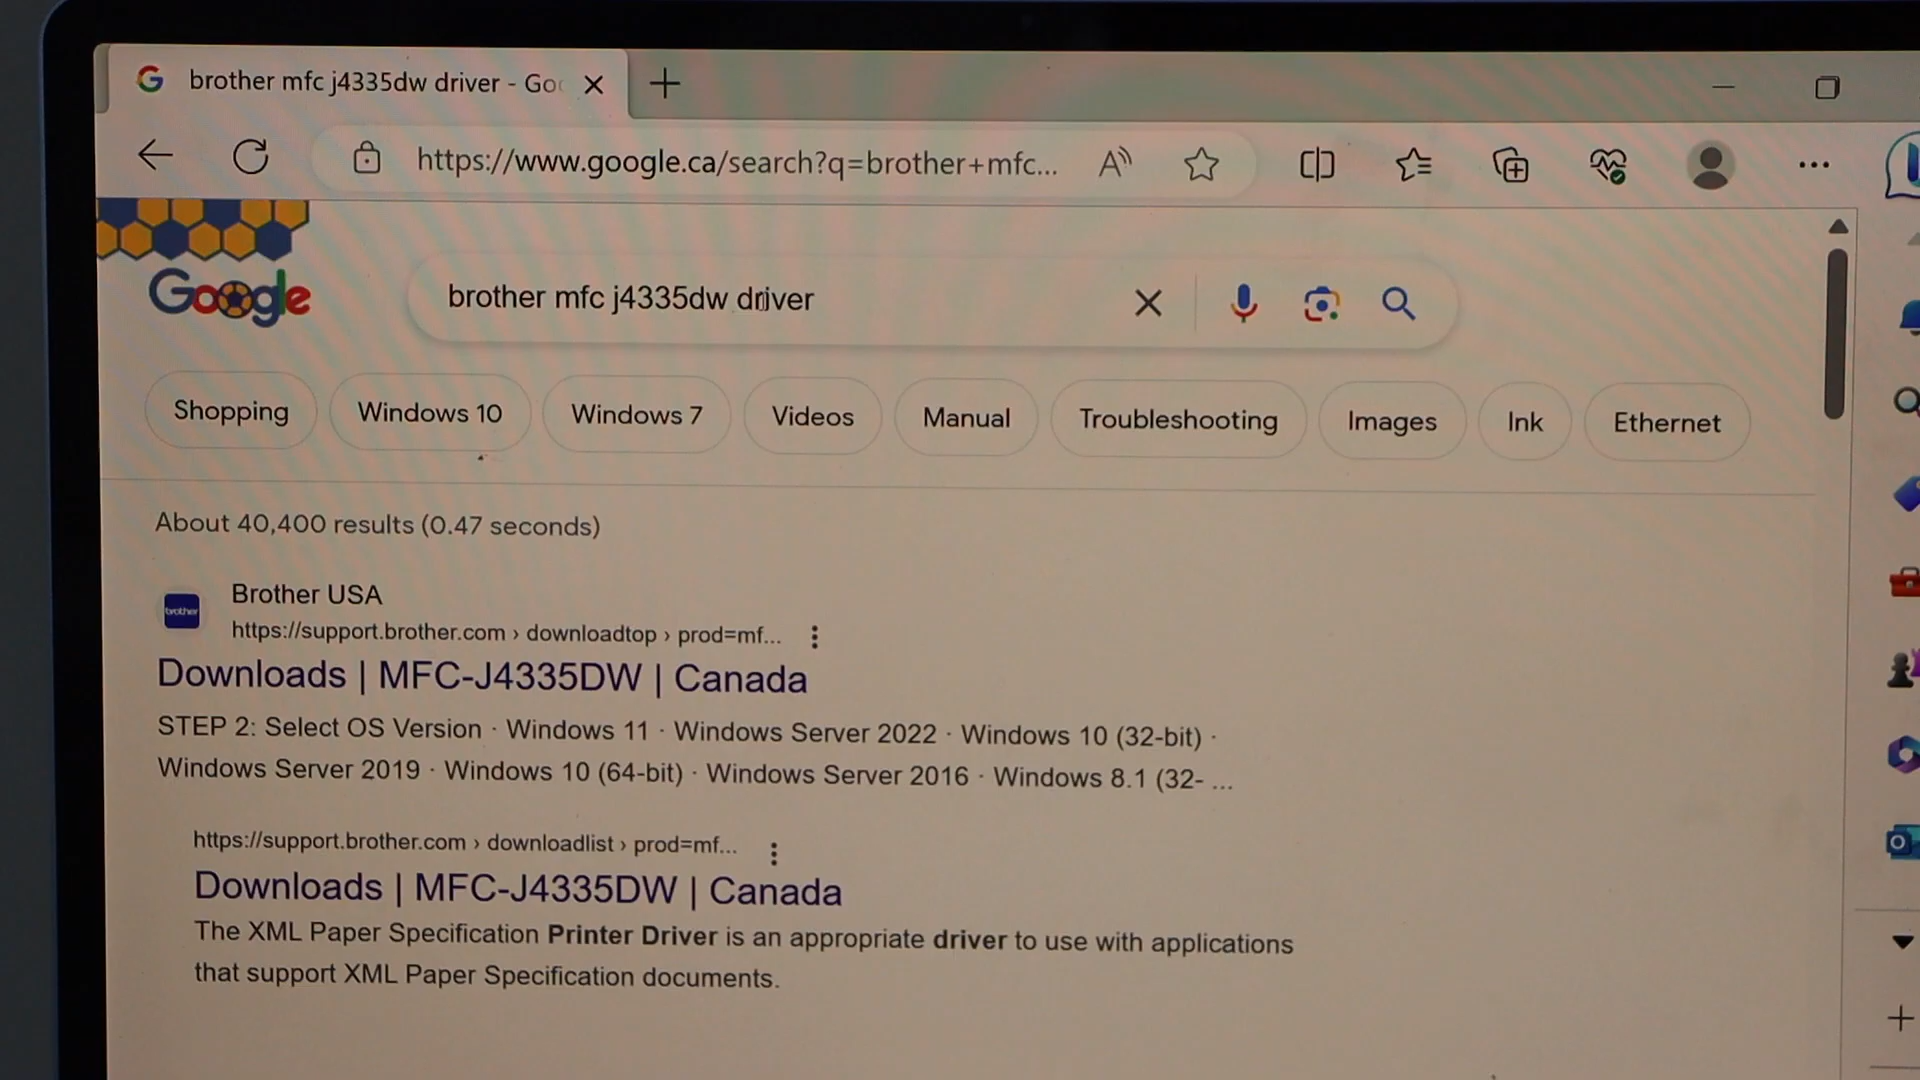 brother mfc j4335dw driver - Go
https://www.google.ca/search?q=brother+mfc...
Google
brother mfc j4335dw driver
Shopping
Windows 10
Windows 7
Videos
Manual
Troubleshooting
Images
Ink
Ethernet
About 40,400 results (0.47 seconds)
brother
Brother USA
https://support.brother.com › downloadtop › prod=mf...
Downloads | MFC-J4335DW | Canada
STEP 2: Select OS Version · Windows 11 · Windows Server 2022 · Windows 10 (32-bit) ·
Windows Server 2019 · Windows 10 (64-bit) · Windows Server 2016 · Windows 8.1 (32- ...
https://support.brother.com › downloadlist › prod=mf...
Downloads | MFC-J4335DW | Canada
The XML Paper Specification Printer Driver is an appropriate driver to use with applications
that support XML Paper Specification documents.